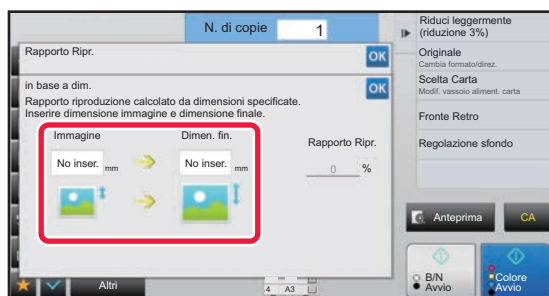 N. di copie 1
Rapporto Ripr.
OK
in base a dim.
OK
Rapporto riproduzione calcolato da dimensioni specificate.
Inserire dimensione immagine e dimensione finale.
Immagine
Dimen. fin.
Rapporto Ripr.
No inser. mm
No inser. mm
0 %
Riduci leggermente
(riduzione 3%)
Originale
Cambia formato/direz.
Scelta Carta
Modif. vassoio aliment. carta
Fronte Retro
Regolazione sfondo
Anteprima
CA
B/N
Avvio
Colore
Avvio
Altri
4 A3